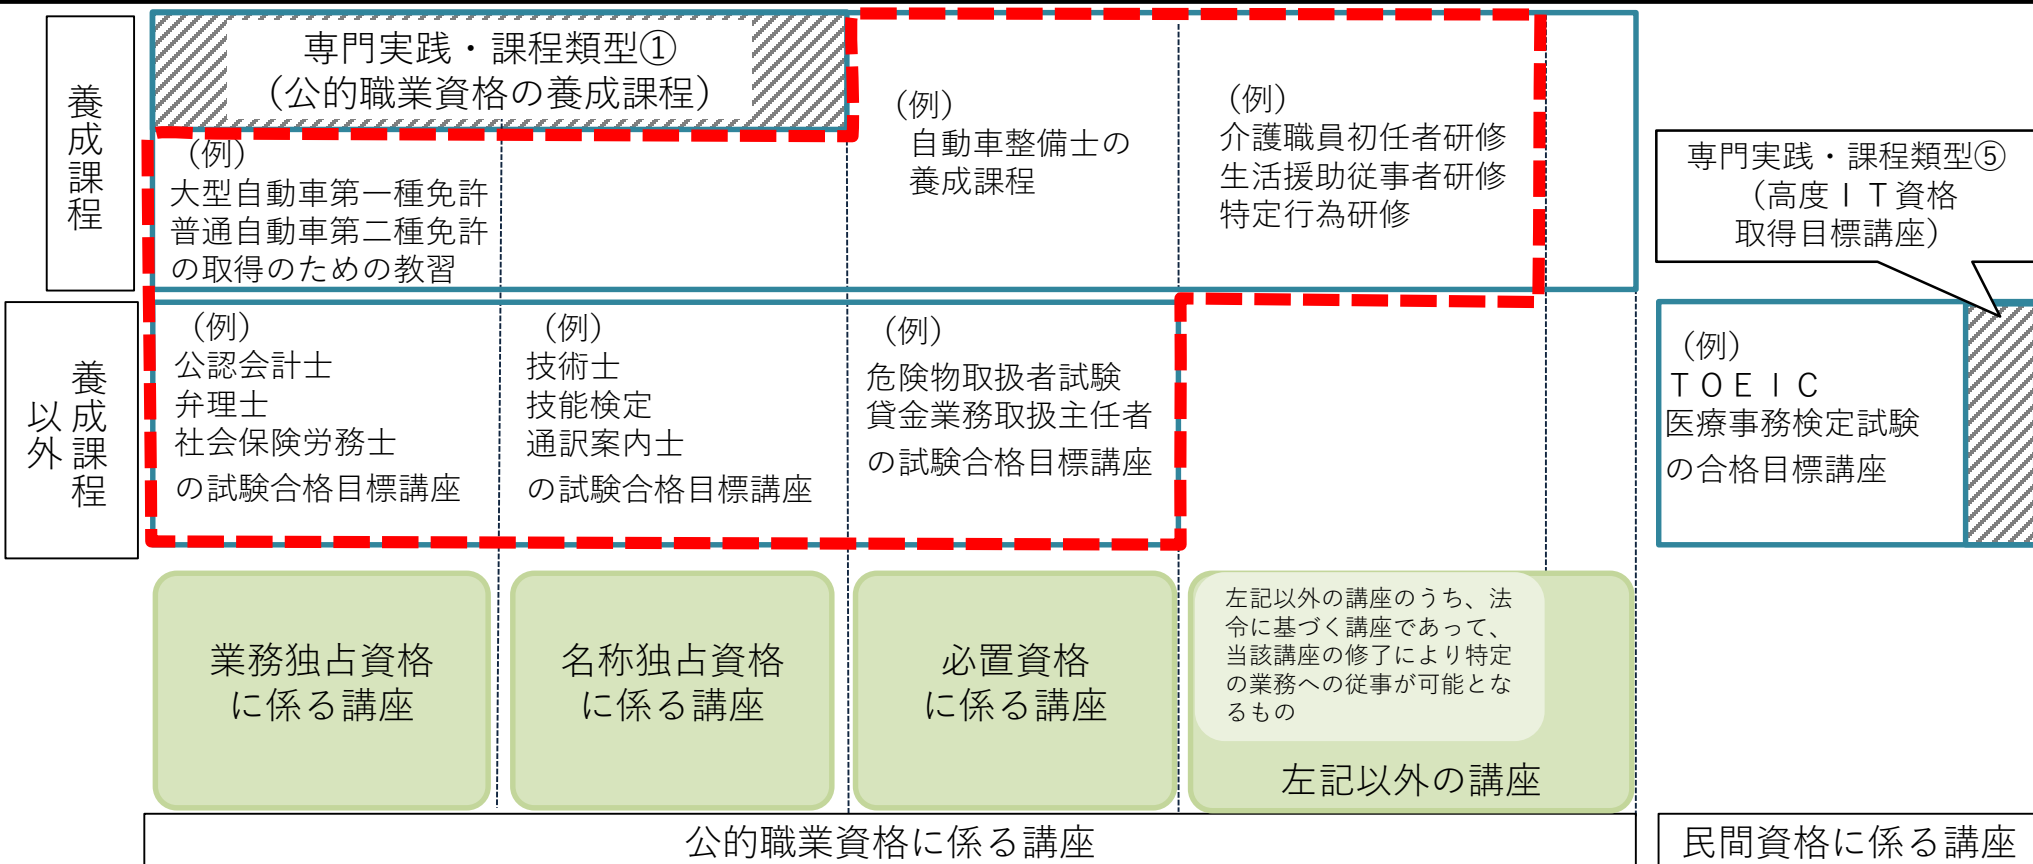 養成課程
専門実践・課程類型①
（公的職業資格の養成課程）
（例）
大型自動車第一種免許
普通自動車第二種免許
の取得のための教習
（例）
自動車整備士の
養成課程
（例）
介護職員初任者研修
生活援助従事者研修
特定行為研修
専門実践・課程類型⑤
（高度ＩＴ資格
取得目標講座）
養成課程
以外
（例）
公認会計士
弁理士
社会保険労務士
の試験合格目標講座
（例）
技術士
技能検定
通訳案内士
の試験合格目標講座
（例）
危険物取扱者試験
貸金業務取扱主任者
の試験合格目標講座
（例）
ＴＯＥＩＣ
医療事務検定試験
の合格目標講座
業務独占資格
に係る講座
名称独占資格
に係る講座
必置資格
に係る講座
左記以外の講座のうち、法
令に基づく講座であって、
当該講座の修了により特定
の業務への従事が可能とな
るもの
左記以外の講座
公的職業資格に係る講座
民間資格に係る講座